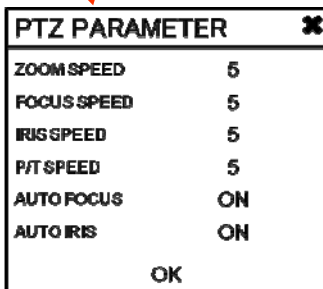 PTZ PARAMETER ✖
ZOOM SPEED 5
FOCUS SPEED 5
IRIS SPEED 5
P/T SPEED 5
AUTO FOCUS ON
AUTO IRIS ON
OK